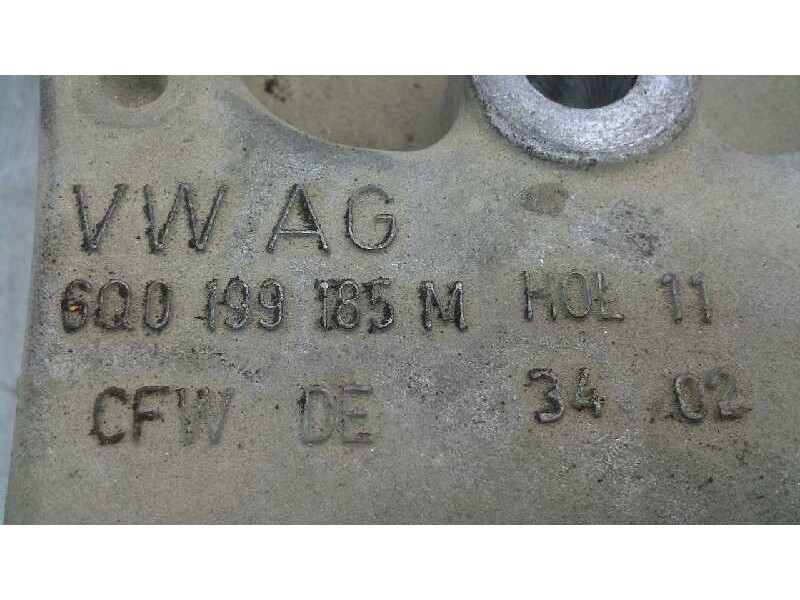 VW AG
6Q0 199 185 M HOL 11
CFW DE 34 02